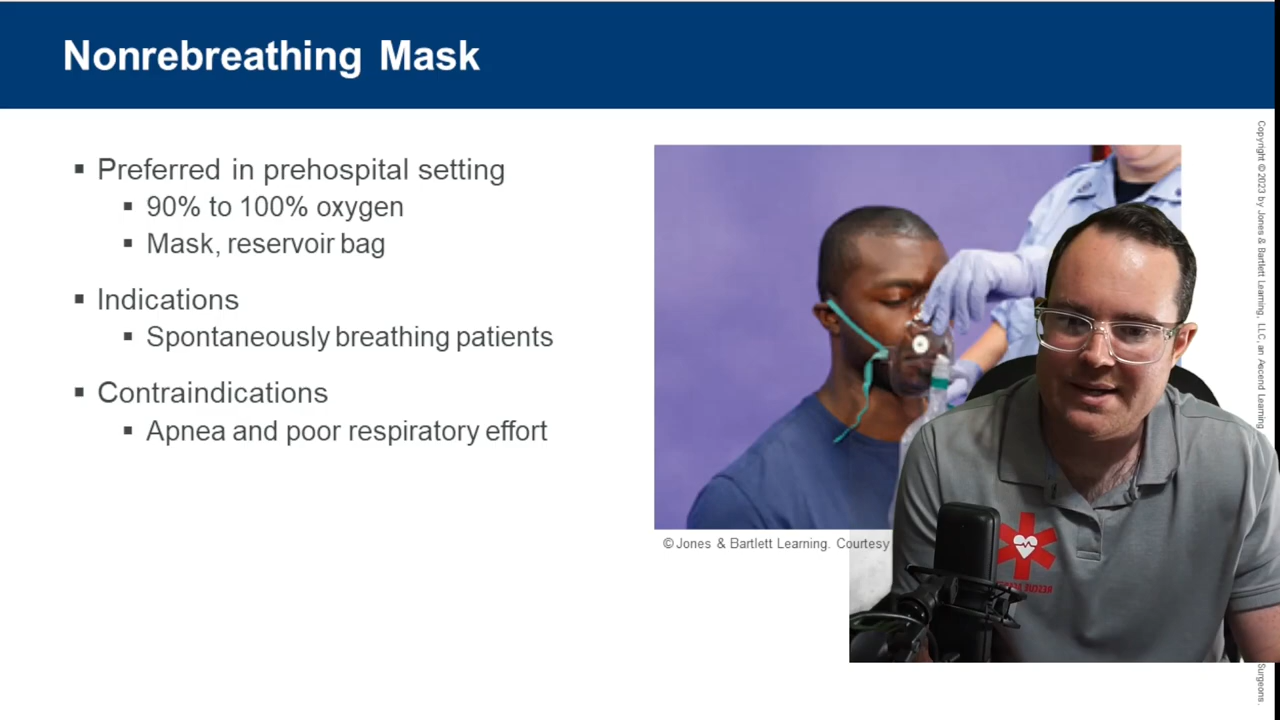 Nonrebreathing Mask
▪ Preferred in prehospital setting
▪ 90% to 100% oxygen
▪ Mask, reservoir bag
▪ Indications
▪ Spontaneously breathing patients
▪ Contraindications
▪ Apnea and poor respiratory effort
© Jones & Bartlett Learning. Courtesy
Copyright © 2023 by Jones & Bartlett Learning, LLC, an Ascend Learning
Surgeons.